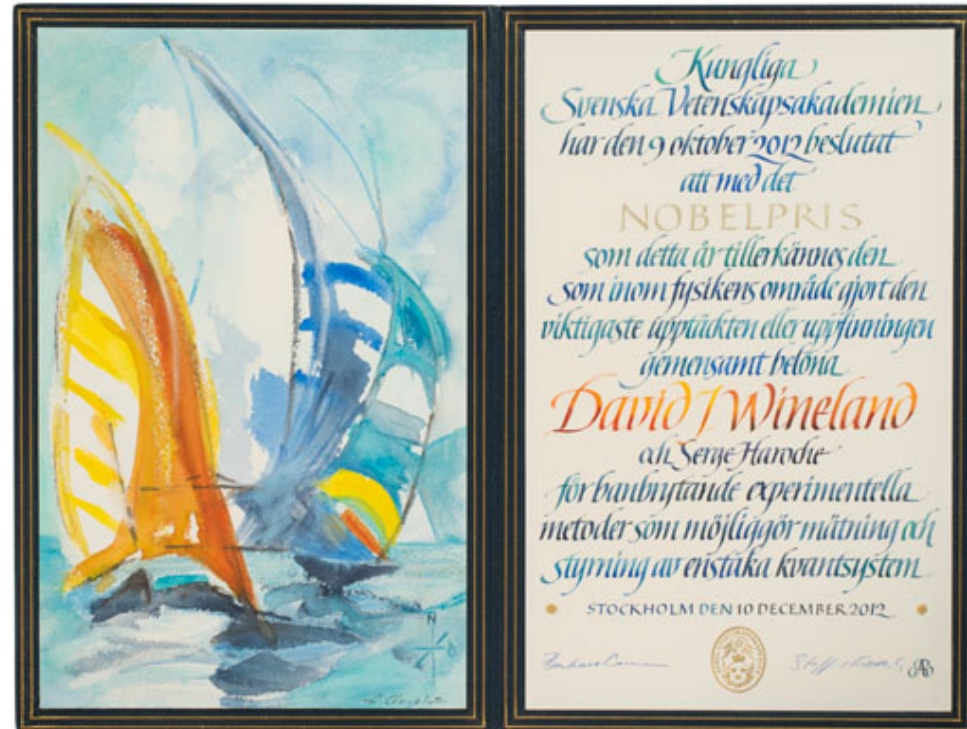 N
Kungliga
Svenska Vetenskapsakademien
har den 9 oktober 2012 beslutat
att med det
NOBELPRIS
som detta år tillerkännes den
som inom fysikens område gjort den
viktigaste upptäckten eller uppfinningen
gemensamt belöna
David J Wineland
och Serge Haroche
för banbrytande experimentella
metoder som möjliggör mätning och
styrning av enstaka kvantsystem
STOCKHOLM DEN 10 DECEMBER 2012